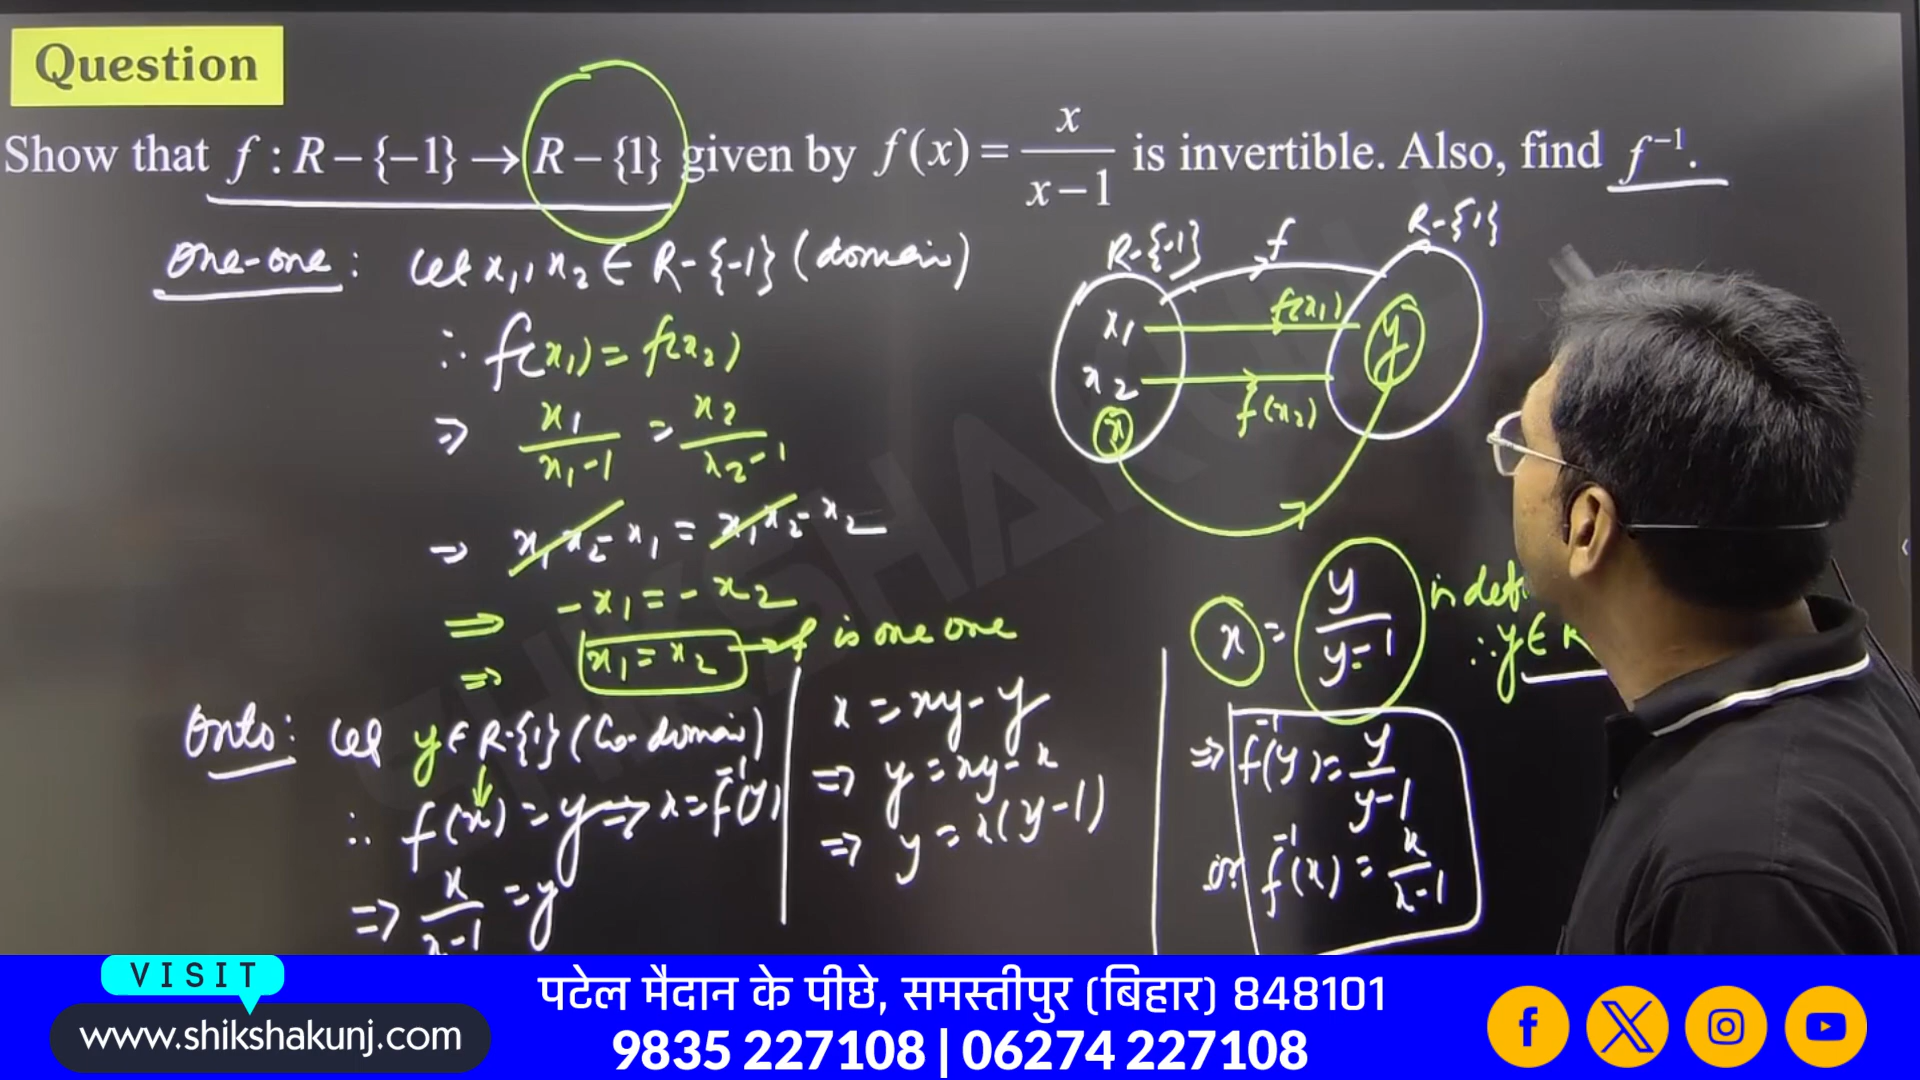 Question
Show that f : R – {–1} → R – {1} given by f(x) = x/(x–1) is invertible. Also, find f⁻¹.
One-one : Let x₁, x₂ ∈ R-{-1} (domain)
∴ f(x₁) = f(x₂)
⇒ x₁/(x₁-1) = x₂/(x₂-1)
⇒ x₁x₂ - x₁ = x₁x₂ - x₂
⇒ -x₁ = -x₂
⇒ x₁ = x₂ → f is one one
Onto : Let y ∈ R-{1} (Co-domain)
∴ f(x) = y ⇒ x = f⁻¹(y)
⇒ x/(x-1) = y
x = xy - y
⇒ y = xy - x
⇒ y = x(y-1)
R-{-1} f R-{1}
x₁ f(x₁) y
x₂ f(x₂)
x
x = y/(y-1)
∴ y ∈
⇒ f⁻¹(y) = y/(y-1)
or f⁻¹(x) = x/(x-1)
SHIKSHAKUNJ
VISIT
www.shikshakunj.com
पटेल मैदान के पीछे, समस्तीपुर (बिहार) 848101
9835 227108 | 06274 227108